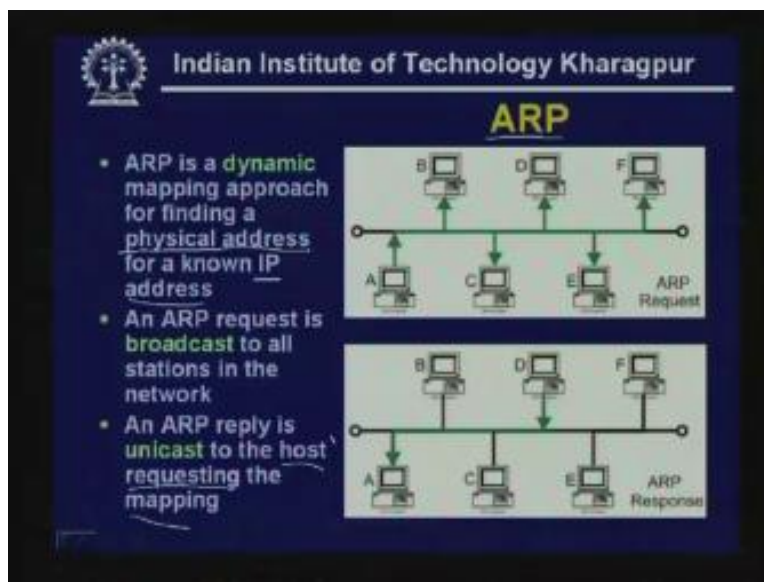 Indian Institute of Technology Kharagpur
ARP
• ARP is a dynamic
mapping approach
for finding a
physical address
for a known IP
address
• An ARP request is
broadcast to all
stations in the
network
• An ARP reply is
unicast to the host
requesting the
mapping
B D F
A C E
ARP
Request
B D F
A C E
ARP
Response